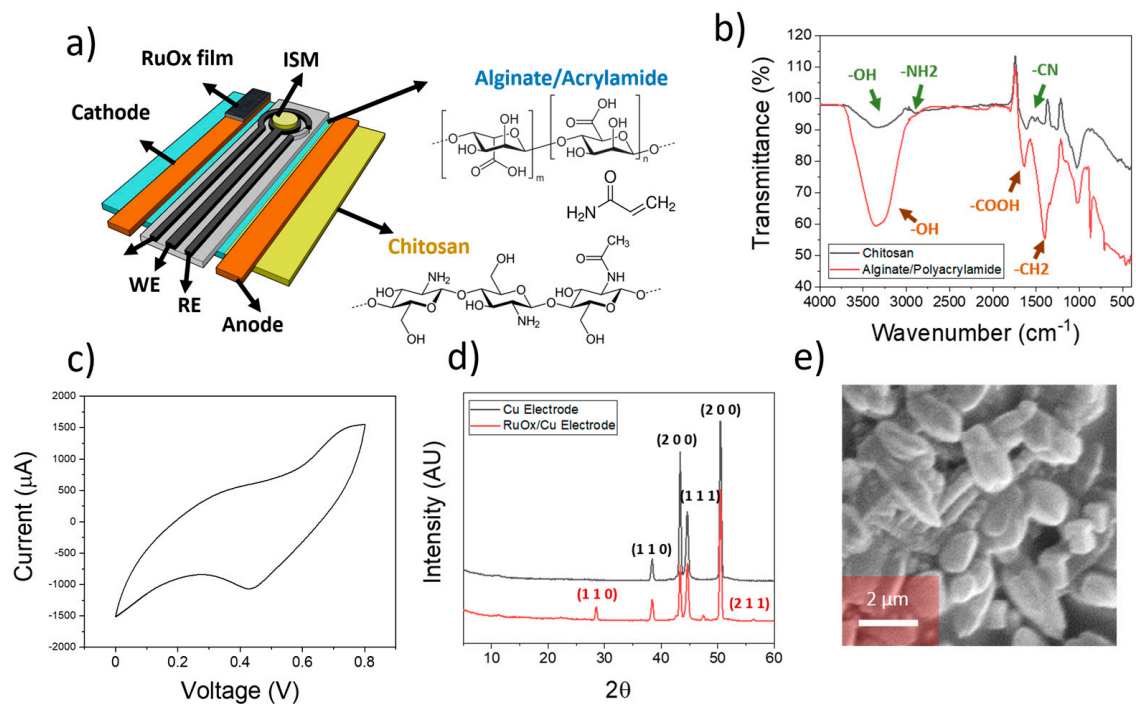 a)
RuOx film
ISM
Cathode
WE
RE
Anode
Alginate/Acrylamide
OH
O
O
OH
HO
O
OH
O
m
O
OH
OH
HO
O
n
O
O
H2N
CH2
Chitosan
OH
NH2
HO
O
O
OH
HO
O
NH2
O
CH3
O
NH
HO
O
OH
O
b)
Transmittance (%)
120
110
100
90
80
70
60
50
40
-OH
-NH2
-CN
-COOH
-OH
-CH2
Chitosan
Alginate/Polyacrylamide
4000 3500 3000 2500 2000 1500 1000 500
Wavenumber (cm-1)
c)
Current (μA)
2000
1500
1000
500
0
-500
-1000
-1500
-2000
0 0.2 0.4 0.6 0.8
Voltage (V)
d)
Intensity (AU)
Cu Electrode
RuOx/Cu Electrode
(2 0 0)
(2 0 0)
(1 1 1)
(1 1 0)
(1 1 0)
(2 1 1)
10 20 30 40 50 60
2θ
e)
2 μm